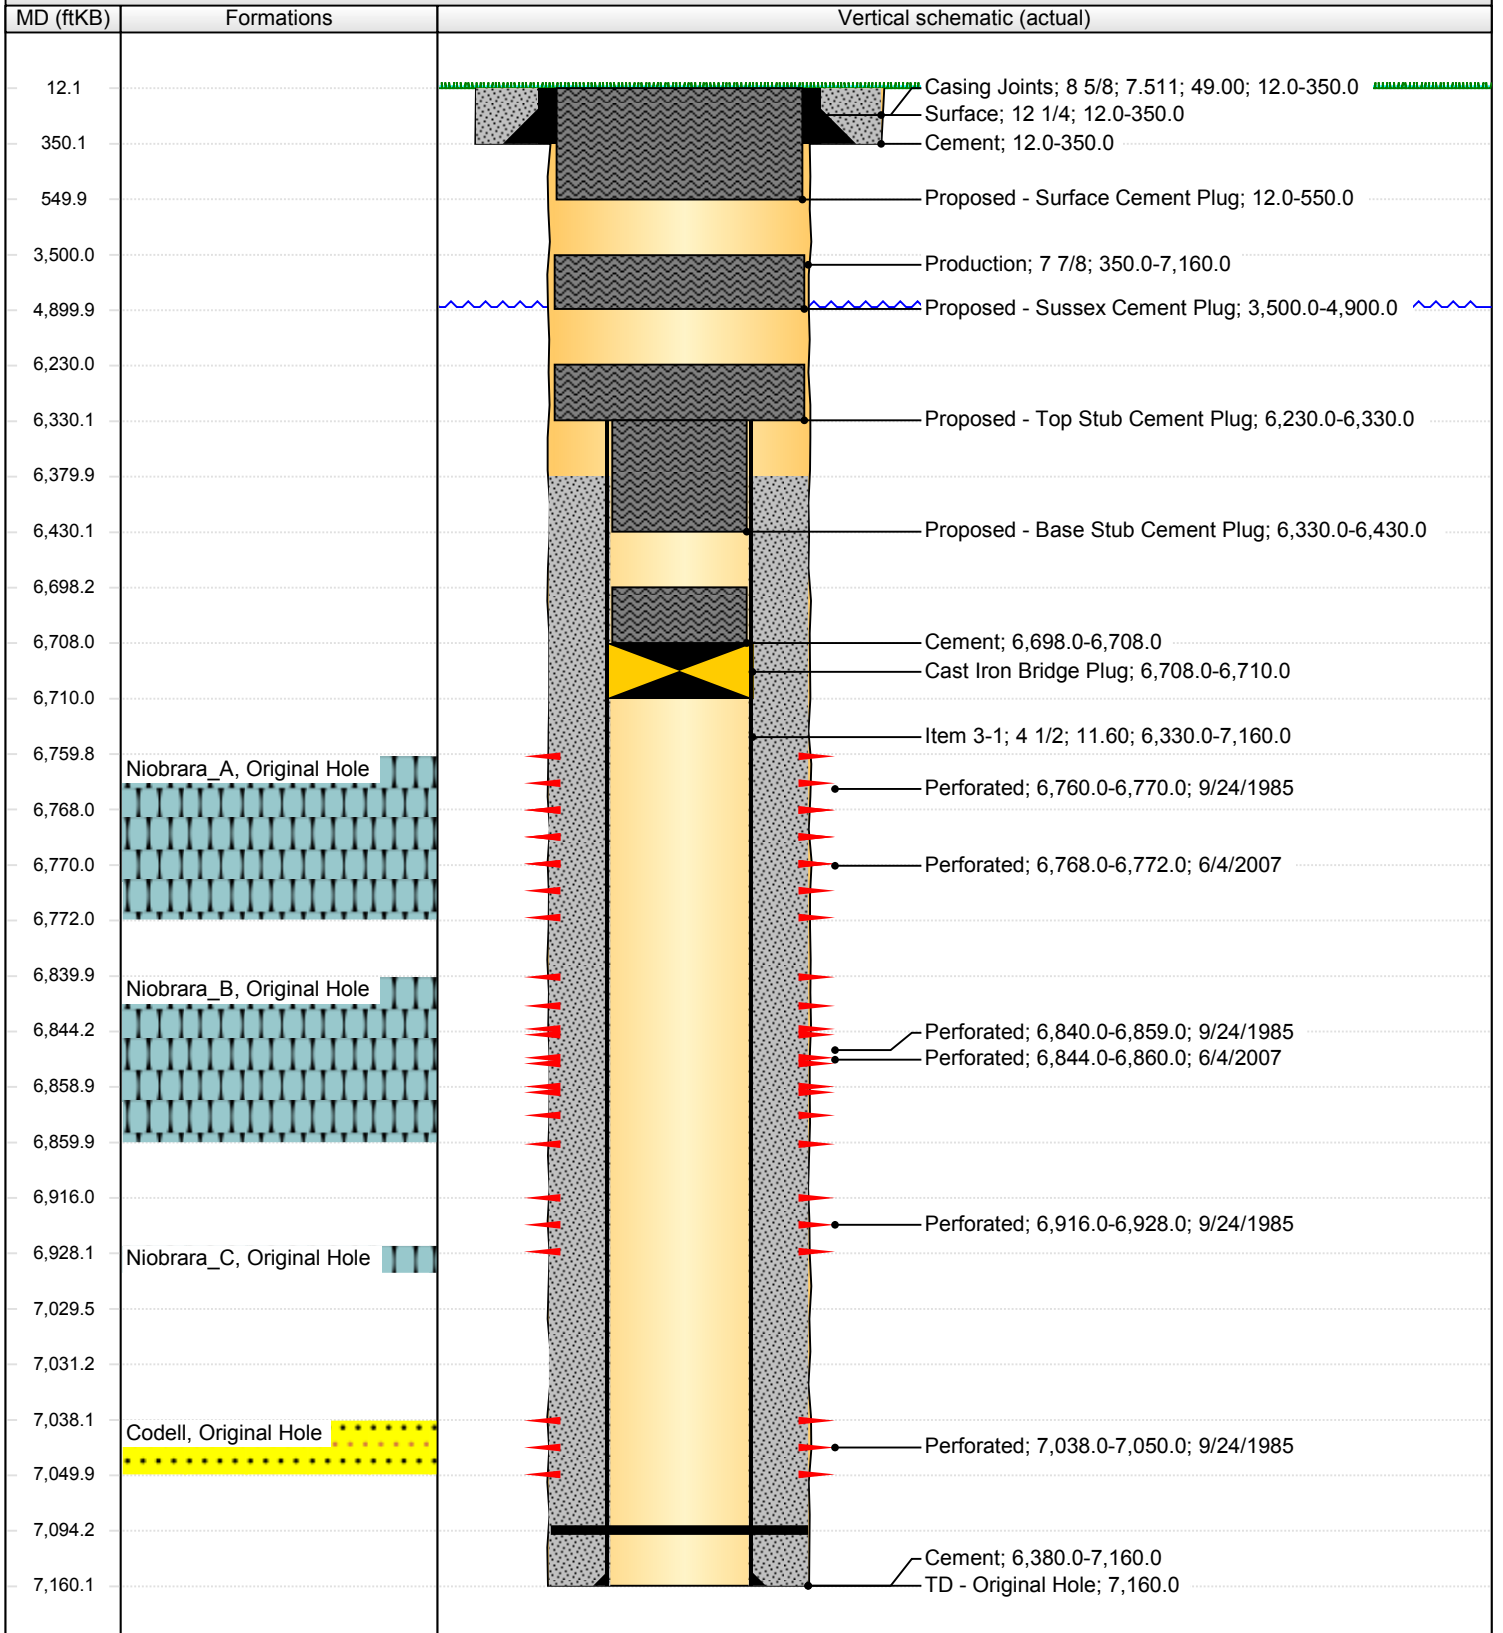 MD (ftKB) Formations Vertical schematic (actual)
12.1
350.1
549.9
3,500.0
4,899.9
6,230.0
6,330.1
6,379.9
6,430.1
6,698.2
6,708.0
6,710.0
6,759.8
6,768.0
6,770.0
6,772.0
6,839.9
6,844.2
6,858.9
6,859.9
6,916.0
6,928.1
7,029.5
7,031.2
7,038.1
7,049.9
7,094.2
7,160.1
Niobrara_A, Original Hole
Niobrara_B, Original Hole
Niobrara_C, Original Hole
Codell, Original Hole
Casing Joints; 8 5/8; 7.511; 49.00; 12.0-350.0
Surface; 12 1/4; 12.0-350.0
Cement; 12.0-350.0
Proposed - Surface Cement Plug; 12.0-550.0
Production; 7 7/8; 350.0-7,160.0
Proposed - Sussex Cement Plug; 3,500.0-4,900.0
Proposed - Top Stub Cement Plug; 6,230.0-6,330.0
Proposed - Base Stub Cement Plug; 6,330.0-6,430.0
Cement; 6,698.0-6,708.0
Cast Iron Bridge Plug; 6,708.0-6,710.0
Item 3-1; 4 1/2; 11.60; 6,330.0-7,160.0
Perforated; 6,760.0-6,770.0; 9/24/1985
Perforated; 6,768.0-6,772.0; 6/4/2007
Perforated; 6,840.0-6,859.0; 9/24/1985
Perforated; 6,844.0-6,860.0; 6/4/2007
Perforated; 6,916.0-6,928.0; 9/24/1985
Perforated; 7,038.0-7,050.0; 9/24/1985
Cement; 6,380.0-7,160.0
TD - Original Hole; 7,160.0